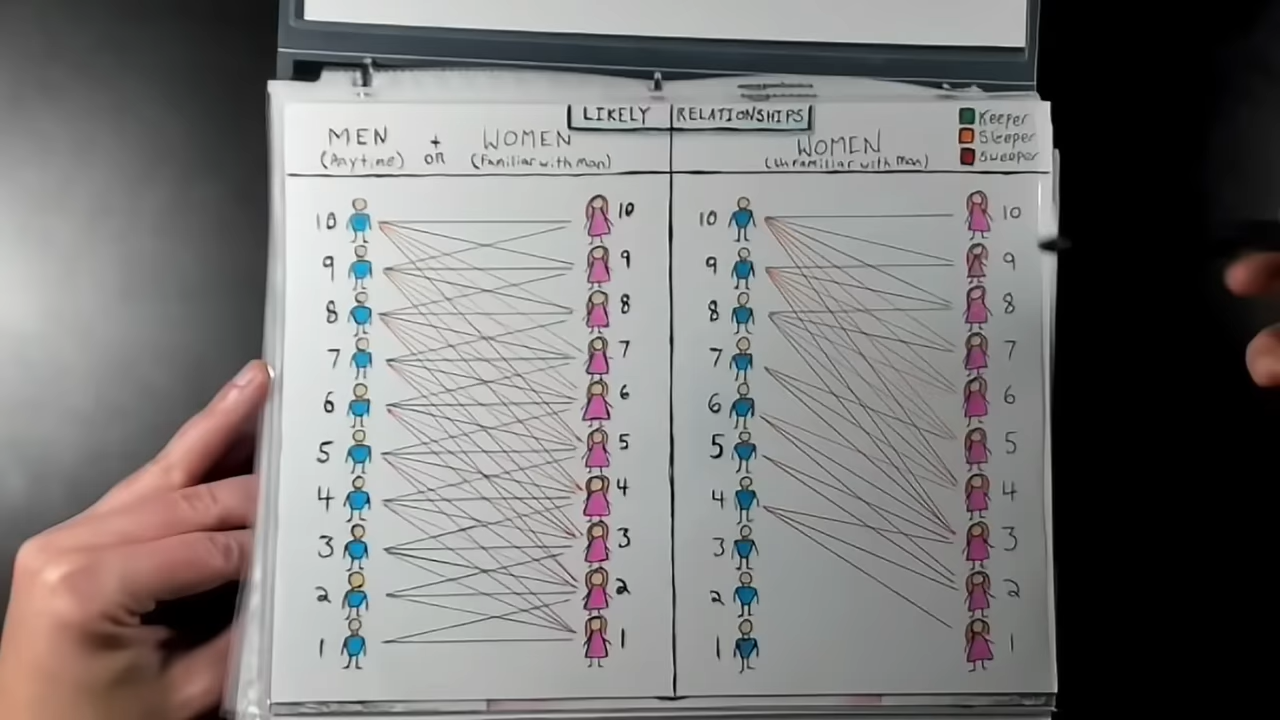 LIKELY RELATIONSHIPS
MEN + or WOMEN
(Anytime) (Familiar with man)
WOMEN
(Unfamiliar with man)
Keeper
Sleeper
Sweeper
10 10 10 10
9 9 9 9
8 8 8 8
7 7 7 7
6 6 6 6
5 5 5 5
4 4 4 4
3 3 3 3
2 2 2 2
1 1 1 1